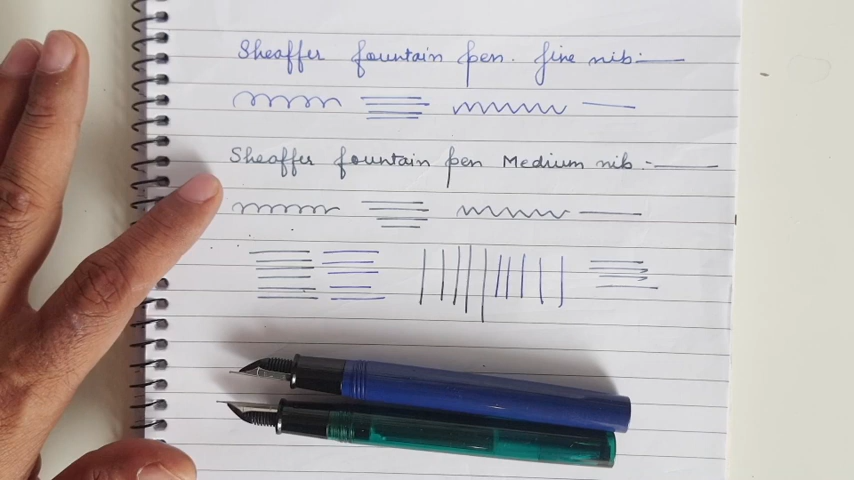 Sheaffer fountain pen. fine nib:—
Sheaffer fountain pen Medium nib.-—